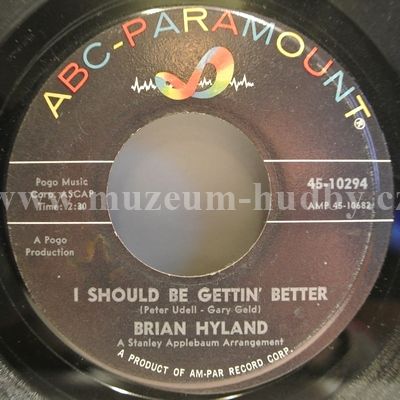 ABC-PARAMOUNT®
Pogo Music
Corp. ASCAP
Time: 2:30
45-10294
AMP 45-10682
www.muzeum-hudby.cz
A Pogo
Production
I SHOULD BE GETTIN' BETTER
(Peter Udell - Gary Geld)
BRIAN HYLAND
A Stanley Applebaum Arrangement
A PRODUCT OF AM-PAR RECORD CORP.